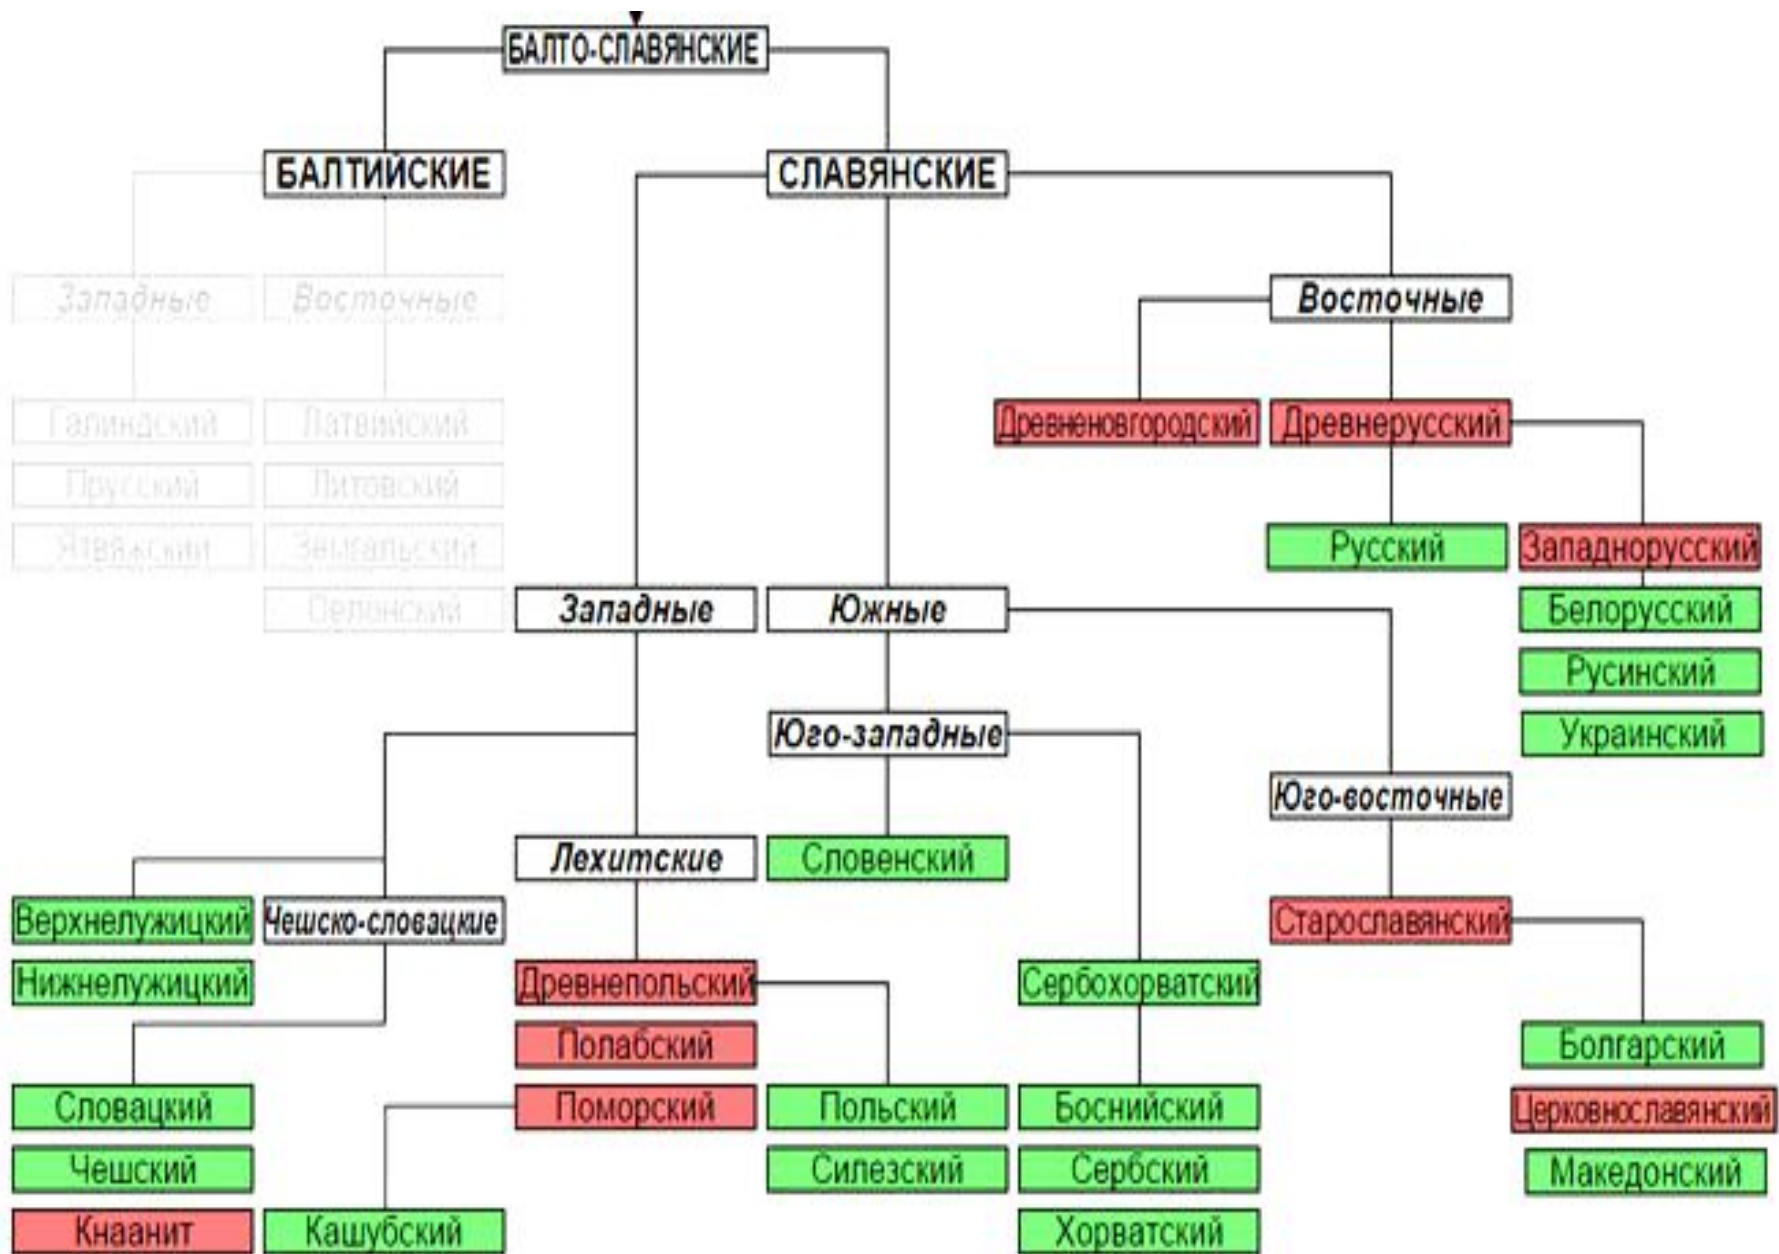 БАЛТО-СЛАВЯНСКИЕ
БАЛТИЙСКИЕ
СЛАВЯНСКИЕ
Западные
Восточные
Восточные
Галиндский
Латвийский
Древненовгородский
Древнерусский
Прусский
Литовский
Ятвяжский
Земгальский
Русский
Западнорусский
Селонский
Западные
Южные
Белорусский
Русинский
Юго-западные
Украинский
Юго-восточные
Лехитские
Словенский
Верхнелужицкий
Чешско-словацкие
Старославянский
Нижнелужицкий
Древнепольский
Сербохорватский
Полабский
Болгарский
Словацкий
Поморский
Польский
Боснийский
Церковнославянский
Чешский
Силезский
Сербский
Македонский
Кнаанит
Кашубский
Хорватский